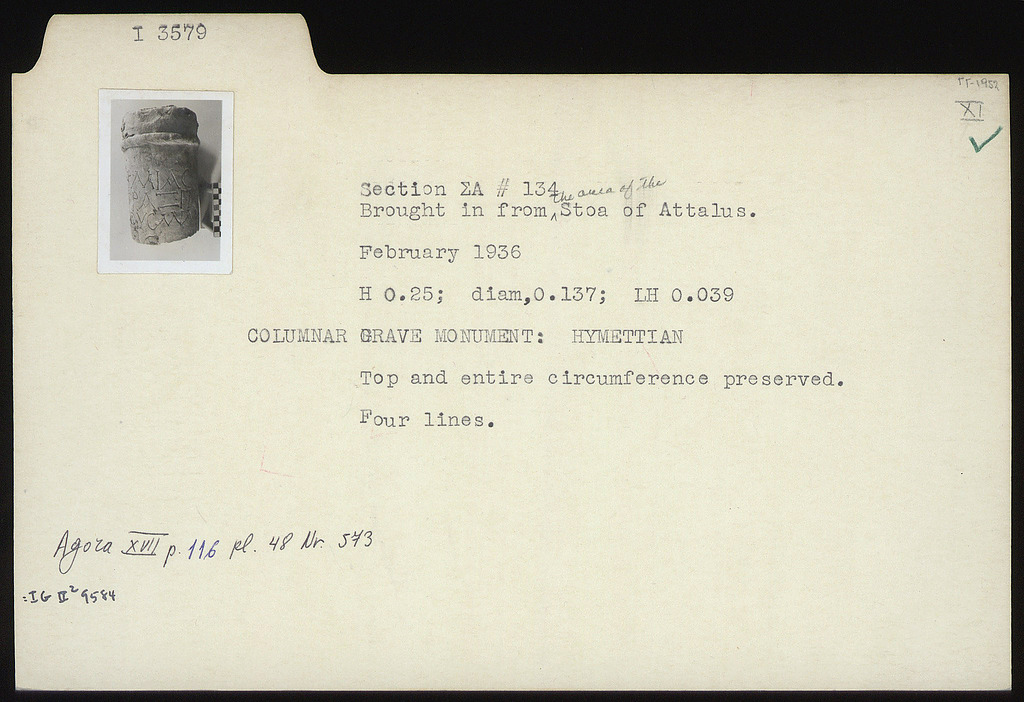 I 3579
ΓΓ-1952
XI
Section ΣA # 134
the area of the
Brought in from Stoa of Attalus.
February 1936
H 0.25; diam,0.137; LH 0.039
COLUMNAR GRAVE MONUMENT: HYMETTIAN
Top and entire circumference preserved.
Four lines.
Agora XVII p. 116 pl. 48 Nr. 573
=IG II² 9584